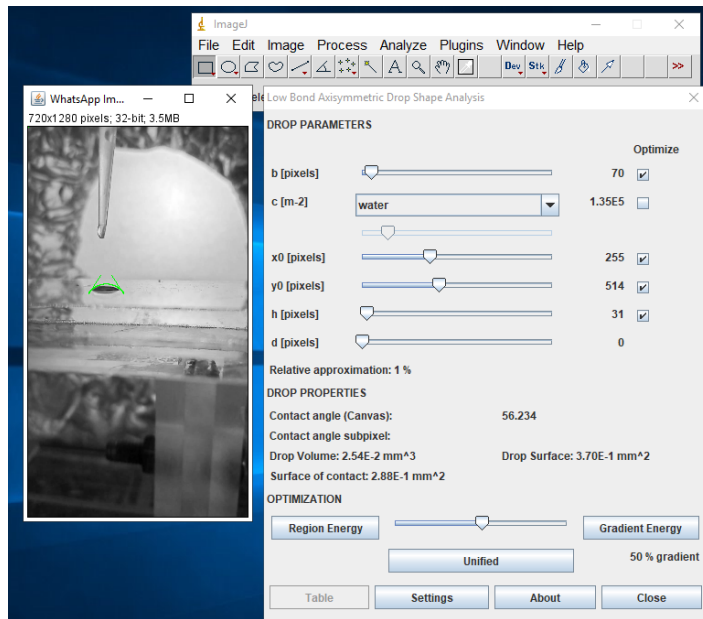 ImageJ
File Edit Image Process Analyze Plugins Window Help
A Dev Stk >>
WhatsApp Im...
720x1280 pixels; 32-bit; 3.5MB
ele
Low Bond Axisymmetric Drop Shape Analysis
DROP PARAMETERS
Optimize
b [pixels] 70
c [m-2] water 1.35E5
x0 [pixels] 255
y0 [pixels] 514
h [pixels] 31
d [pixels] 0
Relative approximation: 1 %
DROP PROPERTIES
Contact angle (Canvas): 56.234
Contact angle subpixel:
Drop Volume: 2.54E-2 mm^3 Drop Surface: 3.70E-1 mm^2
Surface of contact: 2.88E-1 mm^2
OPTIMIZATION
Region Energy Gradient Energy
Unified 50 % gradient
Table Settings About Close